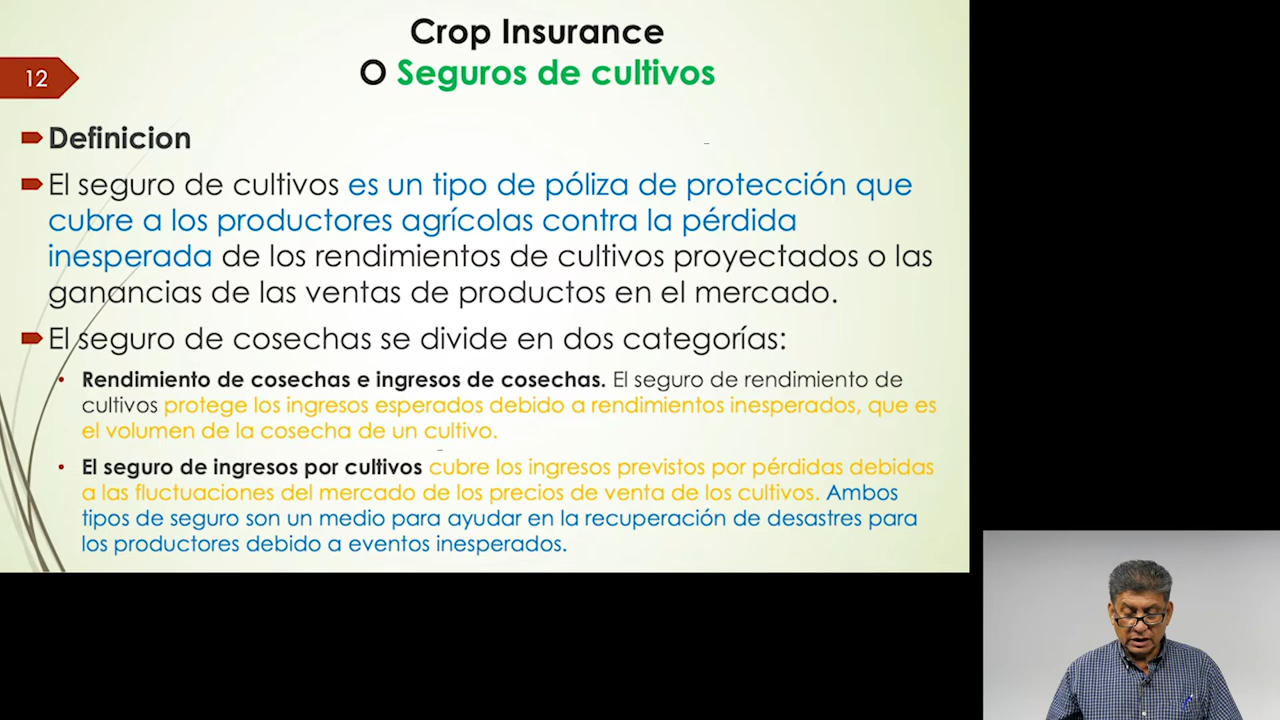 Crop Insurance
O Seguros de cultivos
12
Definicion
El seguro de cultivos es un tipo de póliza de protección que
cubre a los productores agrícolas contra la pérdida
inesperada de los rendimientos de cultivos proyectados o las
ganancias de las ventas de productos en el mercado.
El seguro de cosechas se divide en dos categorías:
Rendimiento de cosechas e ingresos de cosechas. El seguro de rendimiento de
cultivos protege los ingresos esperados debido a rendimientos inesperados, que es
el volumen de la cosecha de un cultivo.
El seguro de ingresos por cultivos cubre los ingresos previstos por pérdidas debidas
a las fluctuaciones del mercado de los precios de venta de los cultivos. Ambos
tipos de seguro son un medio para ayudar en la recuperación de desastres para
los productores debido a eventos inesperados.